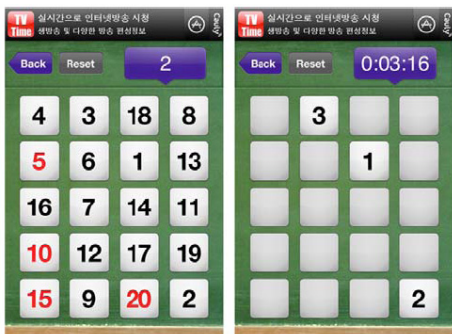 TV
Time
실시간으로 인터넷방송 시청
생방송 및 다양한 방송 편성정보
Cauly
Back
Reset
2
4 3 18 8
5 6 1 13
16 7 14 11
10 12 17 19
15 9 20 2
TV
Time
실시간으로 인터넷방송 시청
생방송 및 다양한 방송 편성정보
Cauly
Back
Reset
0:03:16
3
1
2